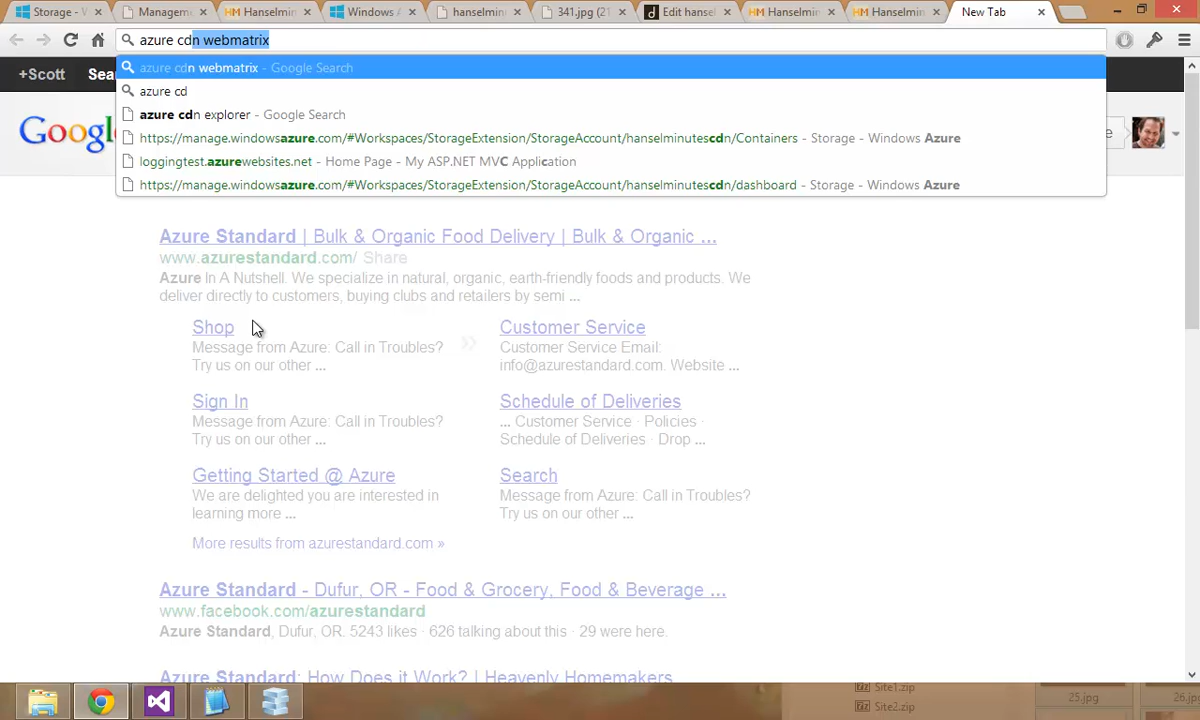 Storage - W
Managemen
Hanselmin
Windows A
hanselmin
341.jpg (21
Edit hansel
Hanselmin
Hanselmin
New Tab
azure cdn webmatrix
azure cdn webmatrix - Google Search
azure cd
azure cdn explorer - Google Search
https://manage.windowsazure.com/#Workspaces/StorageExtension/StorageAccount/hanselminutescdn/Containers - Storage - Windows Azure
loggingtest.azurewebsites.net - Home Page - My ASP.NET MVC Application
https://manage.windowsazure.com/#Workspaces/StorageExtension/StorageAccount/hanselminutescdn/dashboard - Storage - Windows Azure
+Scott Sea
Google
e
Azure Standard | Bulk & Organic Food Delivery | Bulk & Organic ...
www.azurestandard.com/ Share
Azure In A Nutshell. We specialize in natural, organic, earth-friendly foods and products. We
deliver directly to customers, buying clubs and retailers by semi ...
Shop
Message from Azure: Call in Troubles?
Try us on our other ...
Customer Service
Customer Service Email:
info@azurestandard.com. Website ...
Sign In
Message from Azure: Call in Troubles?
Try us on our other ...
Schedule of Deliveries
... Customer Service · Policies ·
Schedule of Deliveries · Drop ...
Getting Started @ Azure
We are delighted you are interested in
learning more ...
Search
Message from Azure: Call in Troubles?
Try us on our other ...
More results from azurestandard.com »
Azure Standard - Dufur, OR - Food & Grocery, Food & Beverage ...
www.facebook.com/azurestandard
Azure Standard, Dufur, OR. 5243 likes · 626 talking about this · 29 were here.
Azure Standard: How Does it Work? | Heavenly Homemakers
Site1.zip
Site2.zip
25.jpg
26.jp